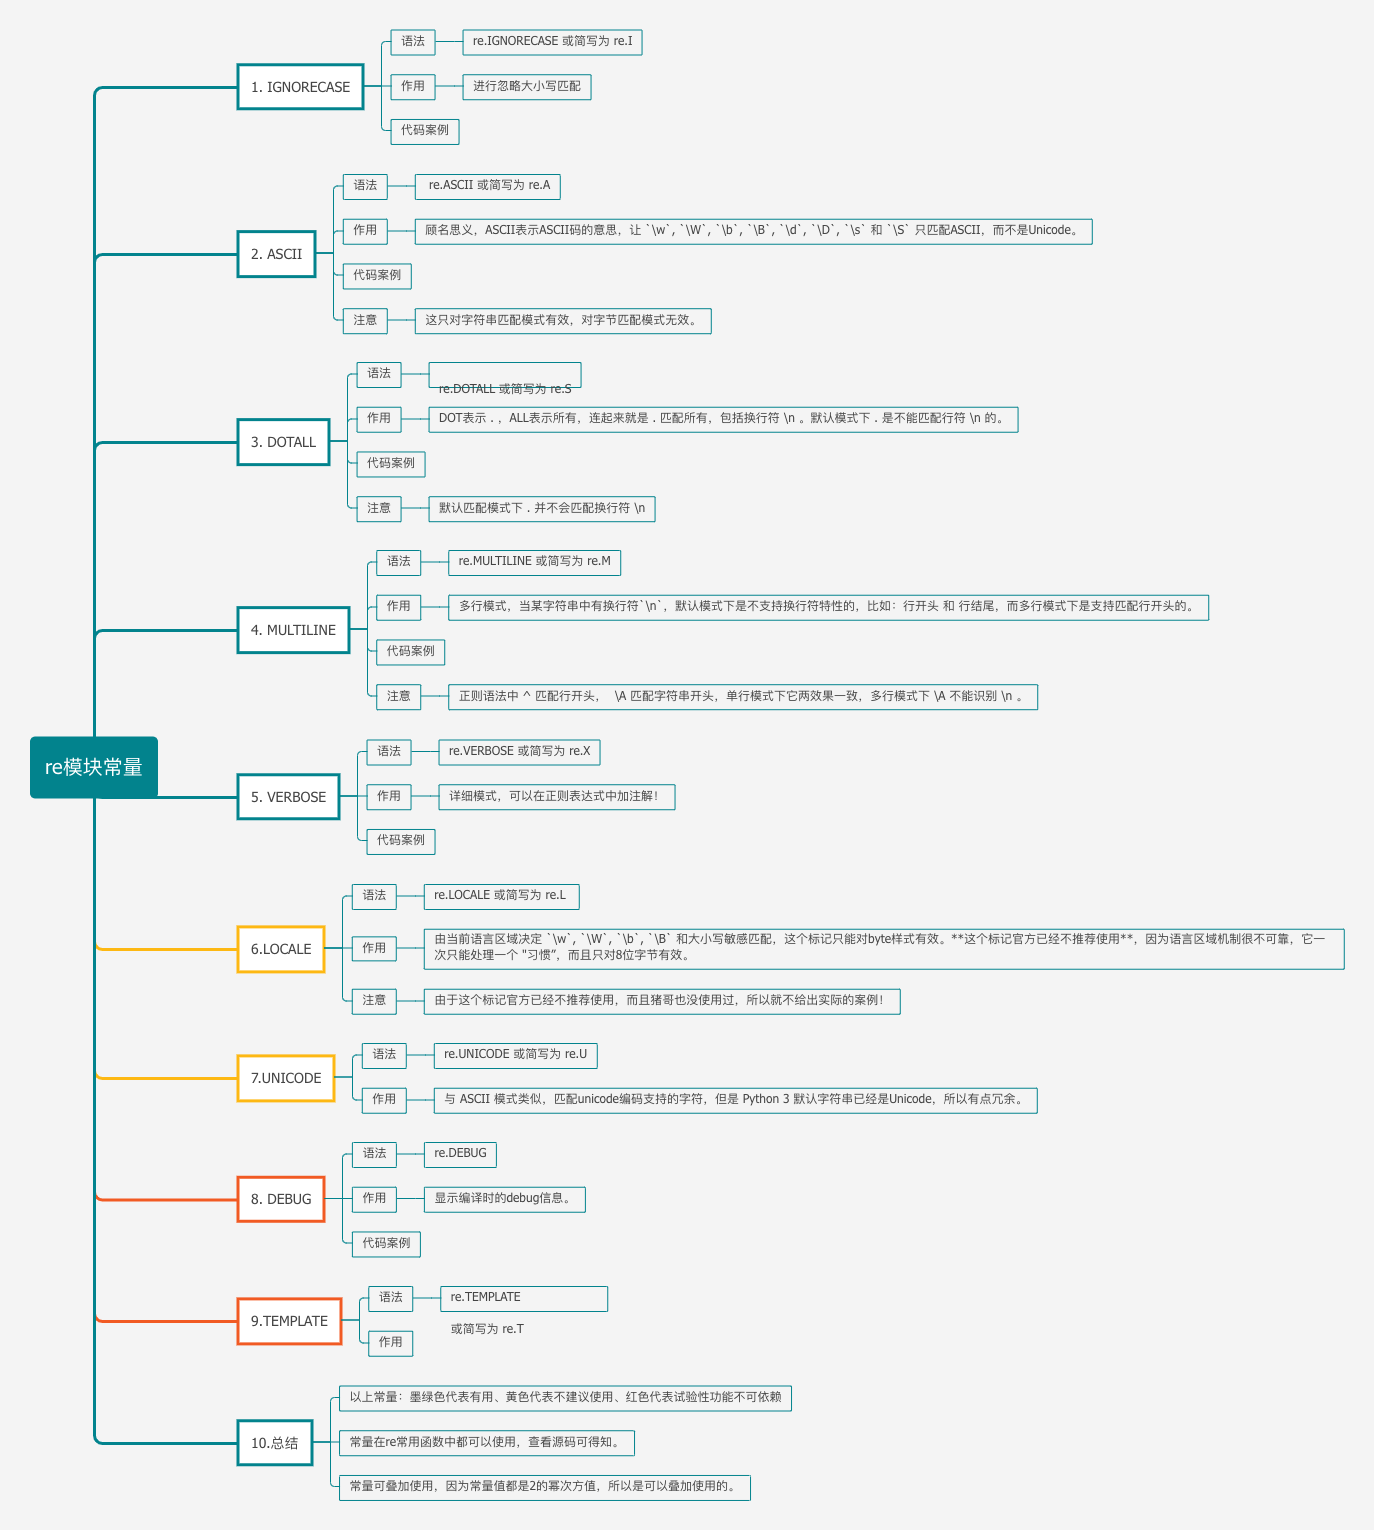 re模块常量
1. IGNORECASE
语法
re.IGNORECASE 或简写为 re.I
作用
进行忽略大小写匹配
代码案例
2. ASCII
语法
re.ASCII 或简写为 re.A
作用
顾名思义，ASCII表示ASCII码的意思，让 `\w`, `\W`, `\b`, `\B`, `\d`, `\D`, `\s` 和 `\S` 只匹配ASCII，而不是Unicode。
代码案例
注意
这只对字符串匹配模式有效，对字节匹配模式无效。
3. DOTALL
语法
re.DOTALL 或简写为 re.S
作用
DOT表示 . ，ALL表示所有，连起来就是 . 匹配所有，包括换行符 \n 。默认模式下 . 是不能匹配行符 \n 的。
代码案例
注意
默认匹配模式下 . 并不会匹配换行符 \n
4. MULTILINE
语法
re.MULTILINE 或简写为 re.M
作用
多行模式，当某字符串中有换行符`\n`，默认模式下是不支持换行符特性的，比如：行开头 和 行结尾，而多行模式下是支持匹配行开头的。
代码案例
注意
正则语法中 ^ 匹配行开头， \A 匹配字符串开头，单行模式下它两效果一致，多行模式下 \A 不能识别 \n 。
5. VERBOSE
语法
re.VERBOSE 或简写为 re.X
作用
详细模式，可以在正则表达式中加注解！
代码案例
6.LOCALE
语法
re.LOCALE 或简写为 re.L
作用
由当前语言区域决定 `\w`, `\W`, `\b`, `\B` 和大小写敏感匹配，这个标记只能对byte样式有效。**这个标记官方已经不推荐使用**，因为语言区域机制很不可靠，它一
次只能处理一个 “习惯”，而且只对8位字节有效。
注意
由于这个标记官方已经不推荐使用，而且猪哥也没使用过，所以就不给出实际的案例！
7.UNICODE
语法
re.UNICODE 或简写为 re.U
作用
与 ASCII 模式类似，匹配unicode编码支持的字符，但是 Python 3 默认字符串已经是Unicode，所以有点冗余。
8. DEBUG
语法
re.DEBUG
作用
显示编译时的debug信息。
代码案例
9.TEMPLATE
语法
re.TEMPLATE
或简写为 re.T
作用
10.总结
以上常量：墨绿色代表有用、黄色代表不建议使用、红色代表试验性功能不可依赖
常量在re常用函数中都可以使用，查看源码可得知。
常量可叠加使用，因为常量值都是2的幂次方值，所以是可以叠加使用的。